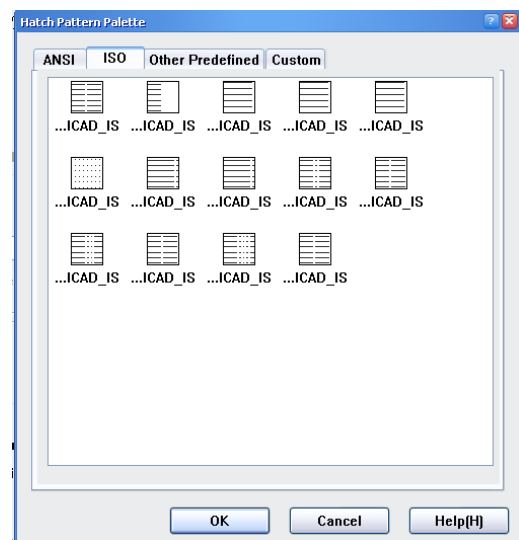 Hatch Pattern Palette
ANSI ISO Other Predefined Custom
...ICAD_IS ...ICAD_IS ...ICAD_IS ...ICAD_IS ...ICAD_IS
...ICAD_IS ...ICAD_IS ...ICAD_IS ...ICAD_IS ...ICAD_IS
...ICAD_IS ...ICAD_IS ...ICAD_IS ...ICAD_IS
OK Cancel Help(H)